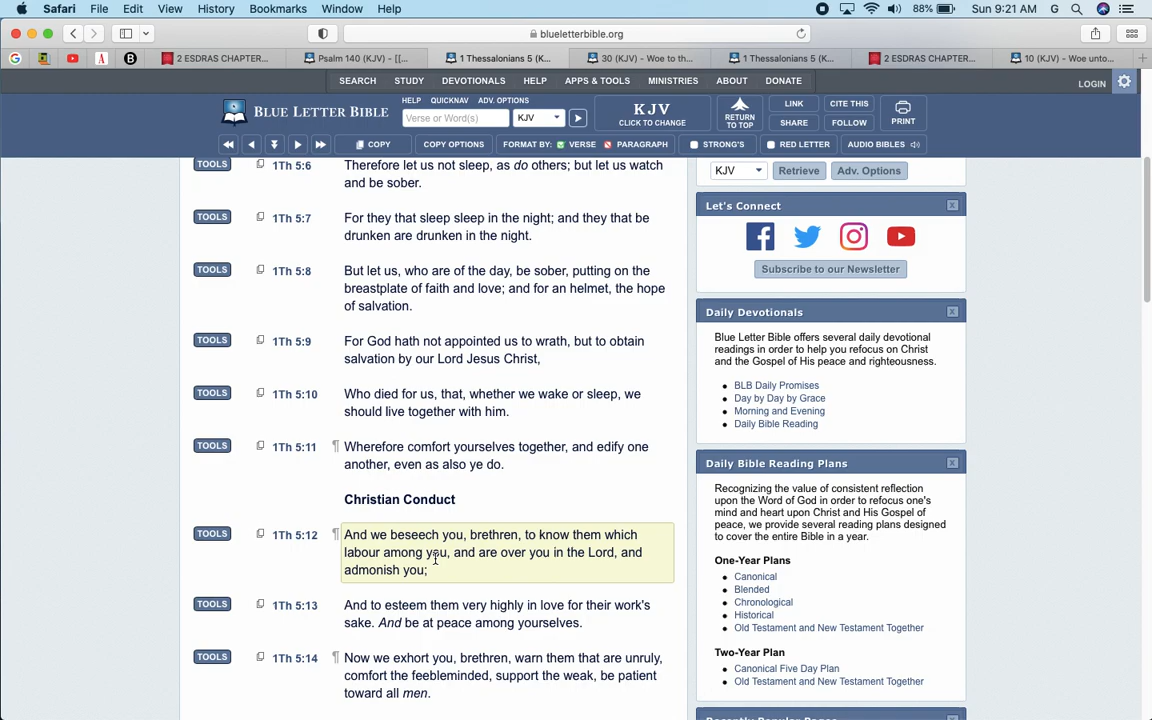 Safari File Edit View History Bookmarks Window Help 88% Sun 9:21 AM G
blueletterbible.org
2 ESDRAS CHAPTER... Psalm 140 (KJV) - [[... 1 Thessalonians 5 (K... 30 (KJV) - Woe to th... 1 Thessalonians 5 (K... 2 ESDRAS CHAPTER... 10 (KJV) - Woe unto...
SEARCH STUDY DEVOTIONALS HELP APPS & TOOLS MINISTRIES ABOUT DONATE LOGIN
BLUE LETTER BIBLE
HELP QUICKNAV ADV. OPTIONS
Verse or Word(s) KJV
KJV
CLICK TO CHANGE
RETURN
TO TOP
LINK CITE THIS
SHARE FOLLOW
PRINT
COPY COPY OPTIONS FORMAT BY: VERSE PARAGRAPH STRONG'S RED LETTER AUDIO BIBLES
TOOLS 1Th 5:6 Therefore let us not sleep, as do others; but let us watch
and be sober.
TOOLS 1Th 5:7 For they that sleep sleep in the night; and they that be
drunken are drunken in the night.
TOOLS 1Th 5:8 But let us, who are of the day, be sober, putting on the
breastplate of faith and love; and for an helmet, the hope
of salvation.
TOOLS 1Th 5:9 For God hath not appointed us to wrath, but to obtain
salvation by our Lord Jesus Christ,
TOOLS 1Th 5:10 Who died for us, that, whether we wake or sleep, we
should live together with him.
TOOLS 1Th 5:11 ¶ Wherefore comfort yourselves together, and edify one
another, even as also ye do.
Christian Conduct
TOOLS 1Th 5:12 ¶ And we beseech you, brethren, to know them which
labour among you, and are over you in the Lord, and
admonish you;
TOOLS 1Th 5:13 And to esteem them very highly in love for their work's
sake. And be at peace among yourselves.
TOOLS 1Th 5:14 ¶ Now we exhort you, brethren, warn them that are unruly,
comfort the feebleminded, support the weak, be patient
toward all men.
KJV Retrieve Adv. Options
Let's Connect
Subscribe to our Newsletter
Daily Devotionals
Blue Letter Bible offers several daily devotional
readings in order to help you refocus on Christ
and the Gospel of His peace and righteousness.
BLB Daily Promises
Day by Day by Grace
Morning and Evening
Daily Bible Reading
Daily Bible Reading Plans
Recognizing the value of consistent reflection
upon the Word of God in order to refocus one's
mind and heart upon Christ and His Gospel of
peace, we provide several reading plans designed
to cover the entire Bible in a year.
One-Year Plans
Canonical
Blended
Chronological
Historical
Old Testament and New Testament Together
Two-Year Plan
Canonical Five Day Plan
Old Testament and New Testament Together
Recently Popular Pages